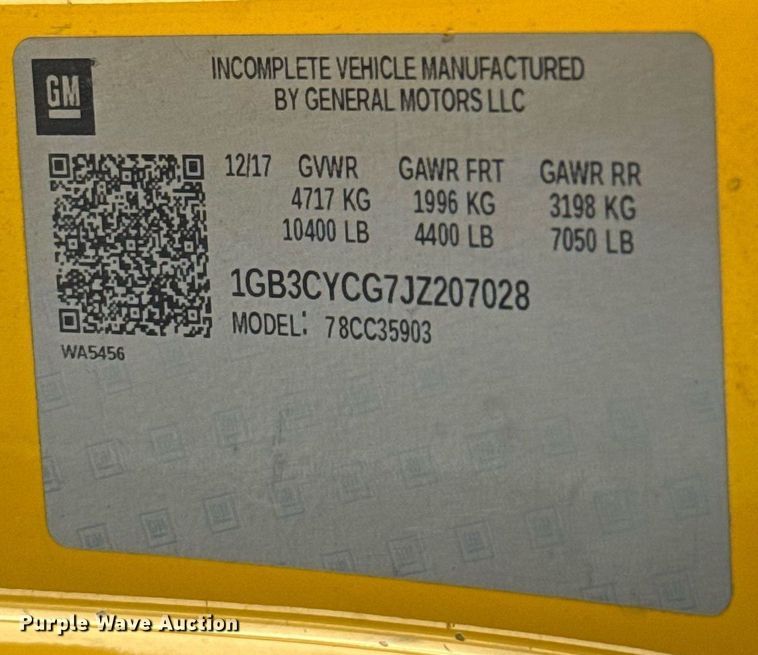 GM
INCOMPLETE VEHICLE MANUFACTURED
BY GENERAL MOTORS LLC
12/17 GVWR GAWR FRT GAWR RR
4717 KG 1996 KG 3198 KG
10400 LB 4400 LB 7050 LB
1GB3CYCG7JZ207028
MODEL: 78CC35903
WA5456
Purple Wave Auction